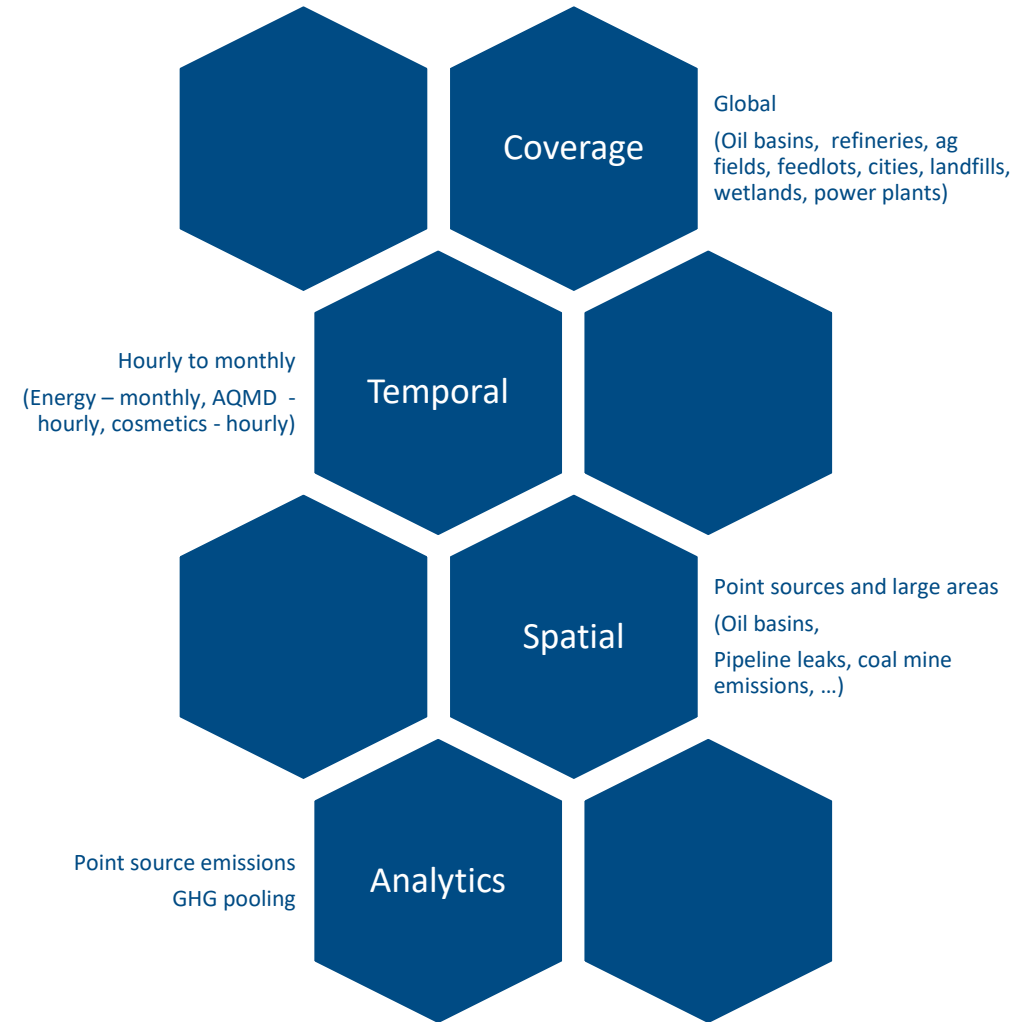 Coverage
Global
(Oil basins,  refineries, ag
fields, feedlots, cities, landfills,
wetlands, power plants)
Hourly to monthly
(Energy – monthly, AQMD  -
hourly, cosmetics - hourly)
Temporal
Spatial
Point sources and large areas
(Oil basins,
Pipeline leaks, coal mine
emissions, …)
Point source emissions
GHG pooling
Analytics